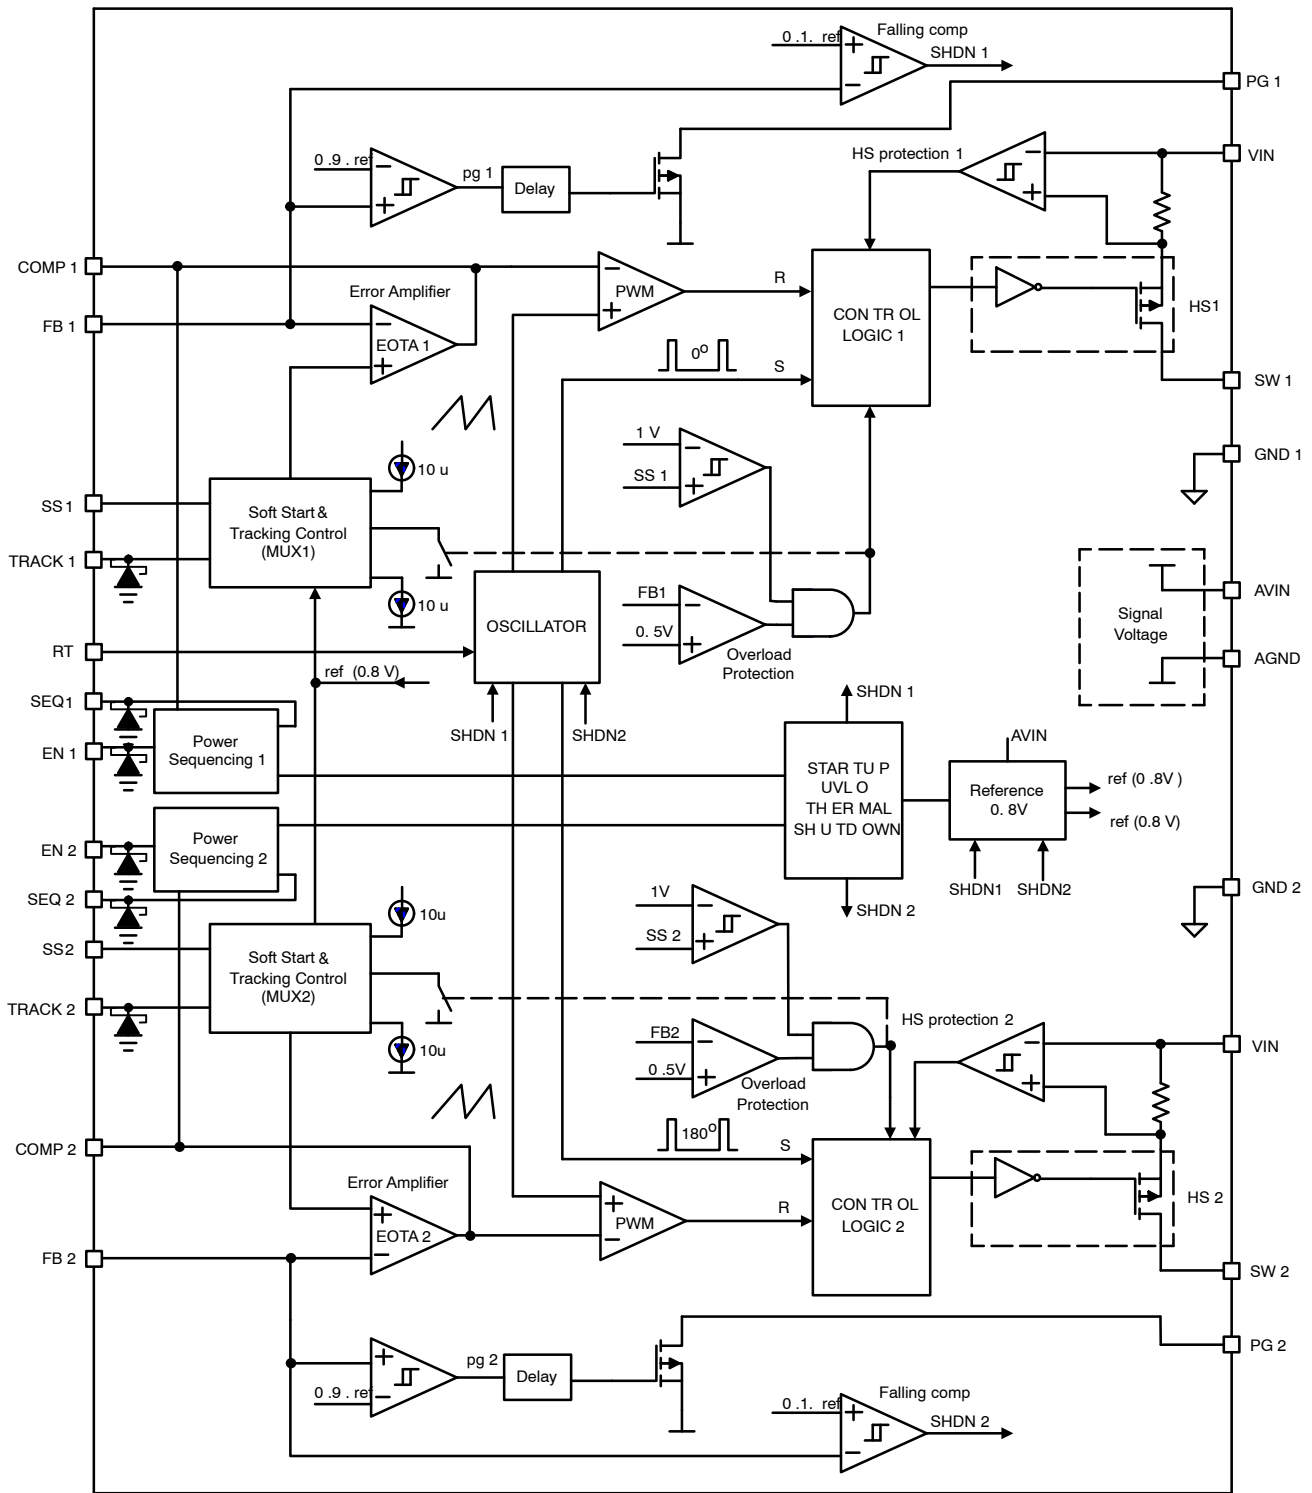 Falling comp
0 .1. ref
SHDN 1
PG 1
0 .9 . ref
pg 1
Delay
HS protection 1
VIN
COMP 1
Error Amplifier
PWM
R
CON TR OL
LOGIC 1
HS1
FB 1
EOTA 1
0º
S
SW 1
1 V
SS 1
GND 1
10 u
SS 1
Soft Start &
Tracking Control
(MUX1)
TRACK 1
10 u
OSCILLATOR
FB1
0. 5V
Overload
Protection
Signal
Voltage
AVIN
AGND
RT
ref (0.8 V)
SEQ1
SHDN 1
SHDN2
SHDN 1
EN 1
Power
Sequencing 1
STAR TU P
UVL O
TH ER MAL
SH U TD OWN
AVIN
Reference
0. 8V
ref (0 .8V )
ref (0.8 V)
EN 2
Power
Sequencing 2
SHDN1
SHDN2
SEQ 2
10u
1V
SHDN 2
GND 2
SS2
Soft Start &
Tracking Control
(MUX2)
SS 2
TRACK 2
10u
FB2
0 .5V
Overload
Protection
HS protection 2
VIN
COMP 2
180º
S
Error Amplifier
EOTA 2
PWM
R
CON TR OL
LOGIC 2
HS 2
FB 2
SW 2
pg 2
Delay
0 .9 . ref
PG 2
Falling comp
0 .1. ref
SHDN 2